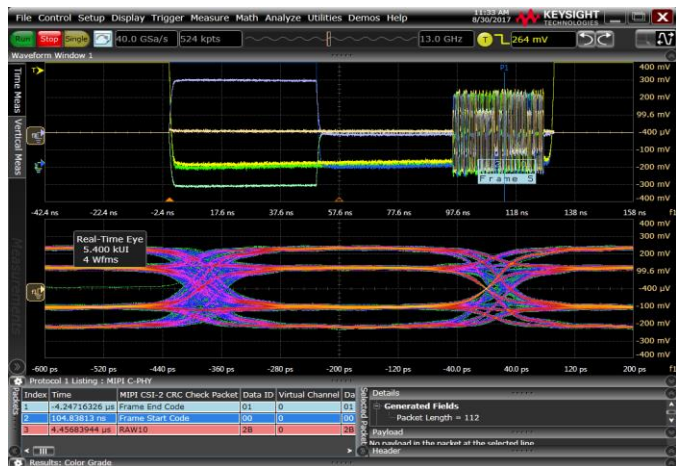 File Control Setup Display Trigger Measure Math Analyze Utilities Demos Help
11:33 AM
8/30/2017
KEYSIGHT
TECHNOLOGIES
Run Stop Single 40.0 GSa/s 524 kpts 13.0 GHz T 264 mV
Waveform Window 1
Time Meas
Vertical Meas
Measurements
T
P1
400 mV
300 mV
200 mV
99.6 mV
-400 µV
-100 mV
-200 mV
-300 mV
-400 mV
Frame S
-42.4 ns -22.4 ns -2.4 ns 17.6 ns 37.6 ns 57.6 ns 77.6 ns 97.6 ns 118 ns 138 ns 158 ns f1
400 mV
300 mV
200 mV
99.6 mV
-400 µV
-100 mV
-200 mV
-300 mV
-400 mV
Real-Time Eye
5.400 kUI
4 Wfms
-600 ps -520 ps -440 ps -360 ps -280 ps -200 ps -120 ps -40.0 ps 40.0 ps 120 ps 200 ps f1
Protocol 1 Listing : MIPI C-PHY
Packets
Index Time MIPI CSI-2 CRC Check Packet Data ID Virtual Channel Da
1 -4.24716326 µs Frame End Code 01 0 01
2 104.83813 ns Frame Start Code 00 0 00
3 4.45683944 µs RAW10 2B 0 2B
Selected Packet
Details
Generated Fields
Packet Length = 112
Payload
No payload in the packet at the selected line
Header
Results: Color Grade